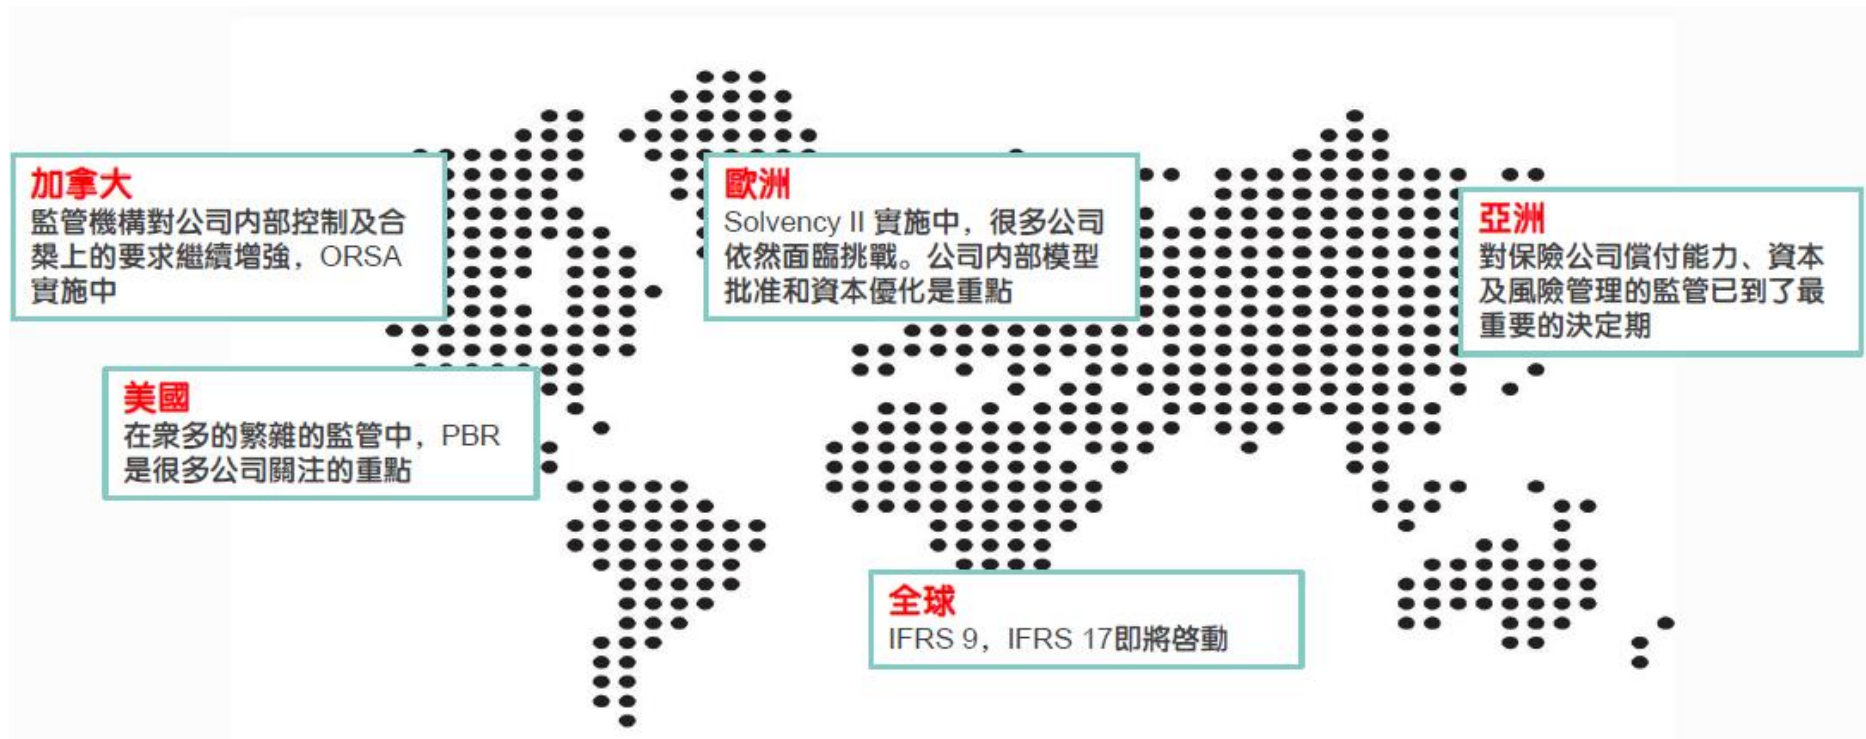 加拿大
監管機構對公司内部控制及合
槼上的要求繼續增強，ORSA
實施中
歐洲
Solvency II 實施中，很多公司
依然面臨挑戰。公司内部模型
批准和資本優化是重點
亞洲
對保險公司償付能力、資本
及風險管理的監管已到了最
重要的決定期
美國
在衆多的繁雜的監管中，PBR
是很多公司關注的重點
全球
IFRS 9，IFRS 17即將啓動